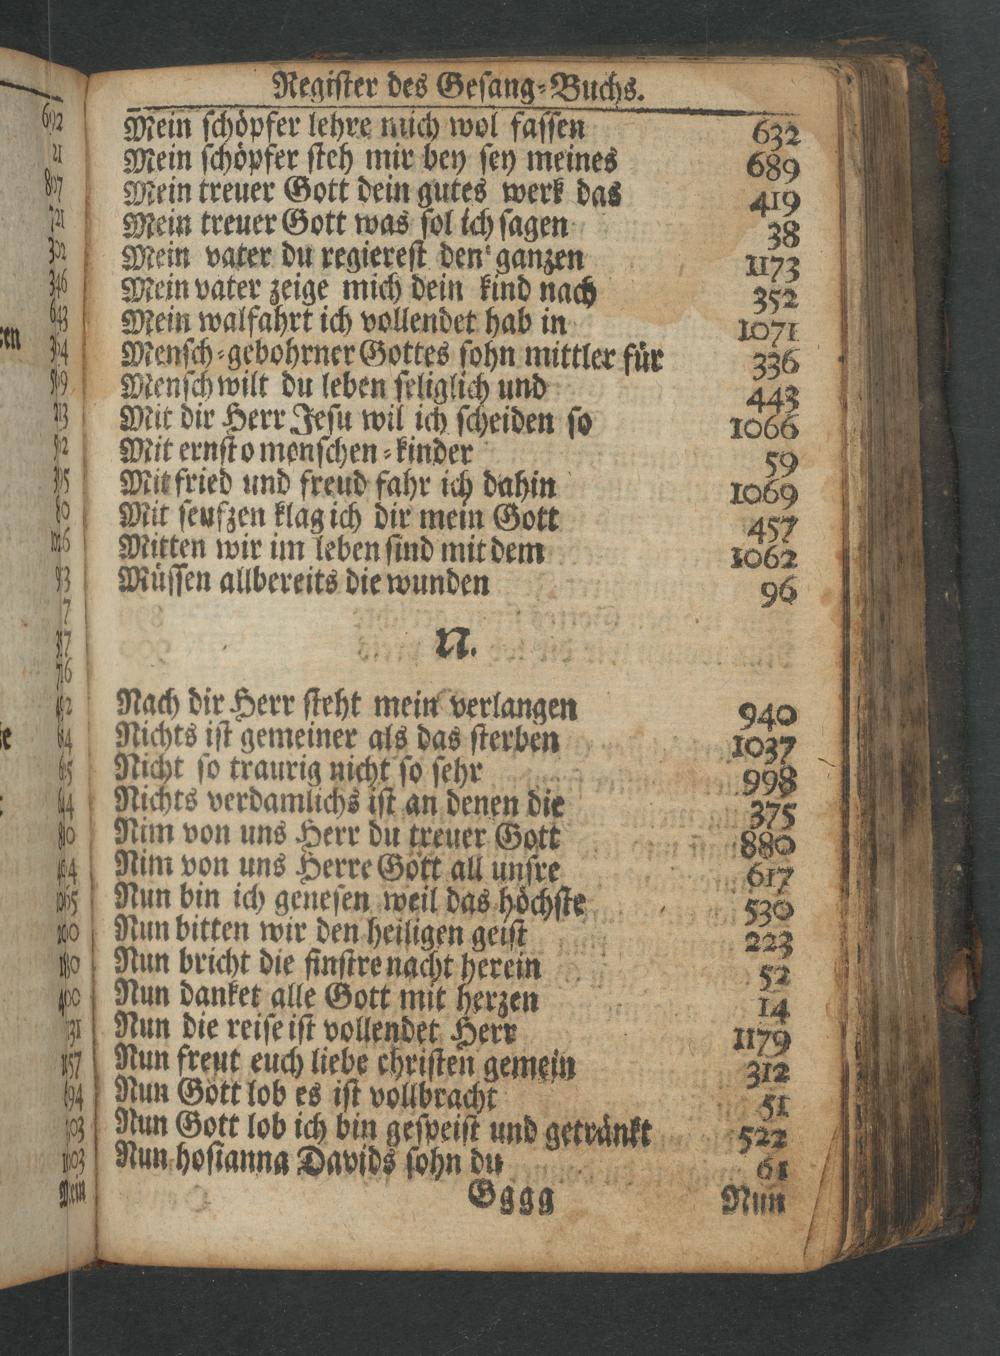 Register des Gesang-Buchs.
Mein schöpfer lehre mich wol fassen 632
Mein schöpfer steh mir bey sey meines 689
Mein treuer Gott dein gutes werk das 419
Mein treuer Gott was sol ich sagen 38
Mein vater du regierest den ganzen 1173
Mein vater zeige mich dein kind nach 352
Mein walfahrt ich vollendet hab in 1071
Mensch-gebohrner Gottes sohn mittler für 336
Mensch wilt du leben seliglich und 443
Mit dir Herr Jesu wil ich scheiden so 1066
Mit ernst o menschen-kinder 59
Mit fried und freud fahr ich dahin 1069
Mit seufzen klag ich dir mein Gott 457
Mitten wir im leben sind mit dem 1062
Müssen allbereits die wunden 96
N.
Nach dir Herr steht mein verlangen 940
Nichts ist gemeiner als das sterben 1037
Nicht so traurig nicht so sehr 998
Nichts verdamlichs ist an denen die 375
Nim von uns Herr du treuer Gott 880
Nim von uns Herre Gott all unsre 617
Nun bin ich genesen weil das höchste 530
Nun bitten wir den heiligen geist 223
Nun bricht die finstre nacht herein 52
Nun danket alle Gott mit herzen 14
Nun die reise ist vollendet Herr 1179
Nun freut euch liebe christen gemein 312
Nun Gott lob es ist vollbracht 51
Nun Gott lob ich bin gespeist und getränkt 522
Nun hosianna Davids sohn du 61
Gggg Nun